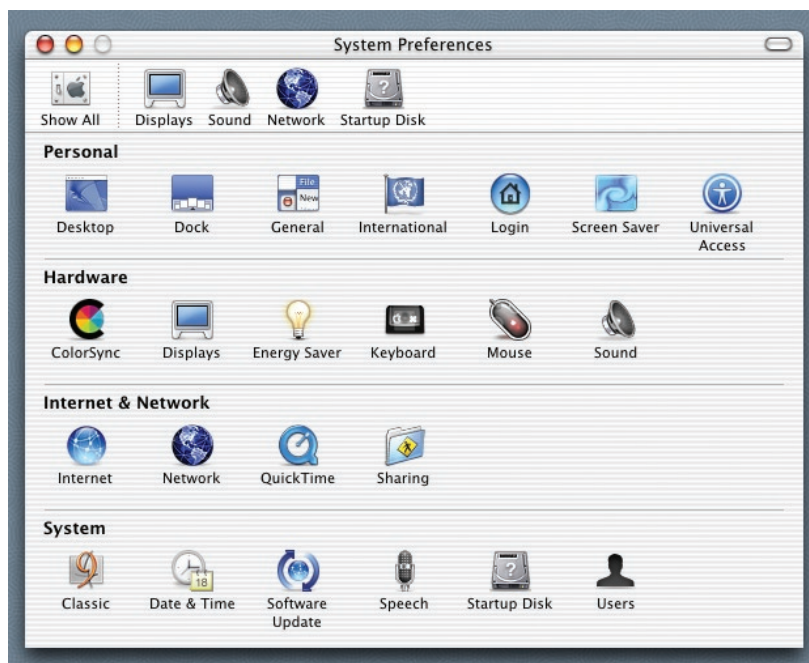 System Preferences
Show All Displays Sound Network Startup Disk
Personal
File
New
Desktop Dock General International Login Screen Saver Universal
Access
Hardware
ColorSync Displays Energy Saver Keyboard Mouse Sound
Internet & Network
Internet Network QuickTime Sharing
System
9 ? 18
Classic Date & Time Software Speech Startup Disk Users
Update